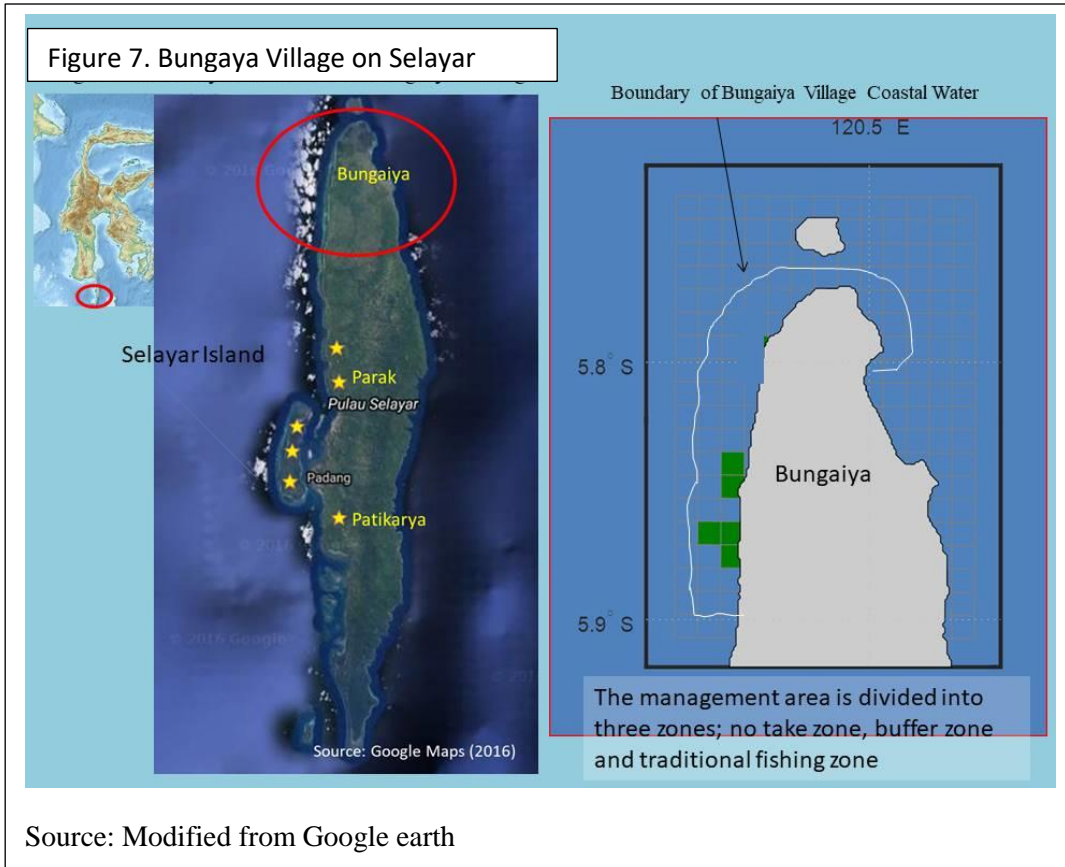 Figure 7. Bungaya Village on Selayar
Boundary of Bungaiya Village Coastal Water
120.5 E
Bungaiya
5.8° S
Selayar Island
Parak
Pulau Selayar
Padang
Bungaiya
Patikarya
5.9° S
© 2016 Google
The management area is divided into
three zones; no take zone, buffer zone
and traditional fishing zone
Source: Google Maps (2016)
Source: Modified from Google earth